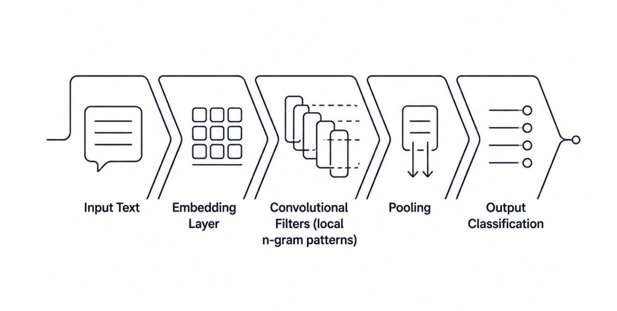 Input Text
Embedding
Layer
Convolutional
Filters (local
n-gram patterns)
Pooling
Output
Classification